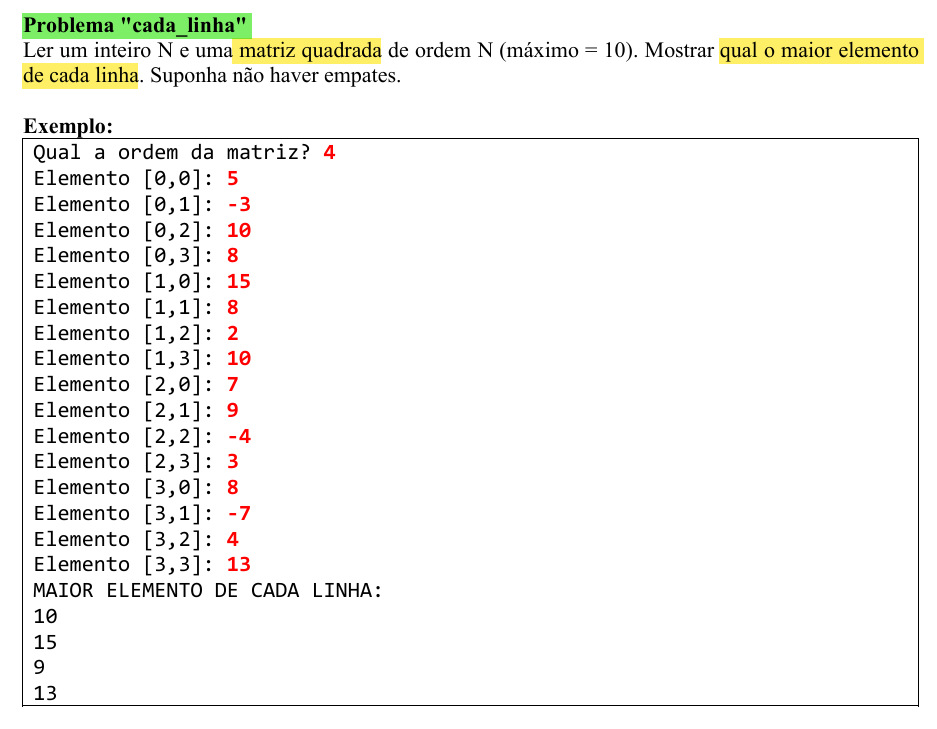 Problema "cada_linha"
Ler um inteiro N e uma matriz quadrada de ordem N (máximo = 10). Mostrar qual o maior elemento
de cada linha. Suponha não haver empates.
Exemplo:
Qual a ordem da matriz? 4
Elemento [0,0]: 5
Elemento [0,1]: -3
Elemento [0,2]: 10
Elemento [0,3]: 8
Elemento [1,0]: 15
Elemento [1,1]: 8
Elemento [1,2]: 2
Elemento [1,3]: 10
Elemento [2,0]: 7
Elemento [2,1]: 9
Elemento [2,2]: -4
Elemento [2,3]: 3
Elemento [3,0]: 8
Elemento [3,1]: -7
Elemento [3,2]: 4
Elemento [3,3]: 13
MAIOR ELEMENTO DE CADA LINHA:
10
15
9
13